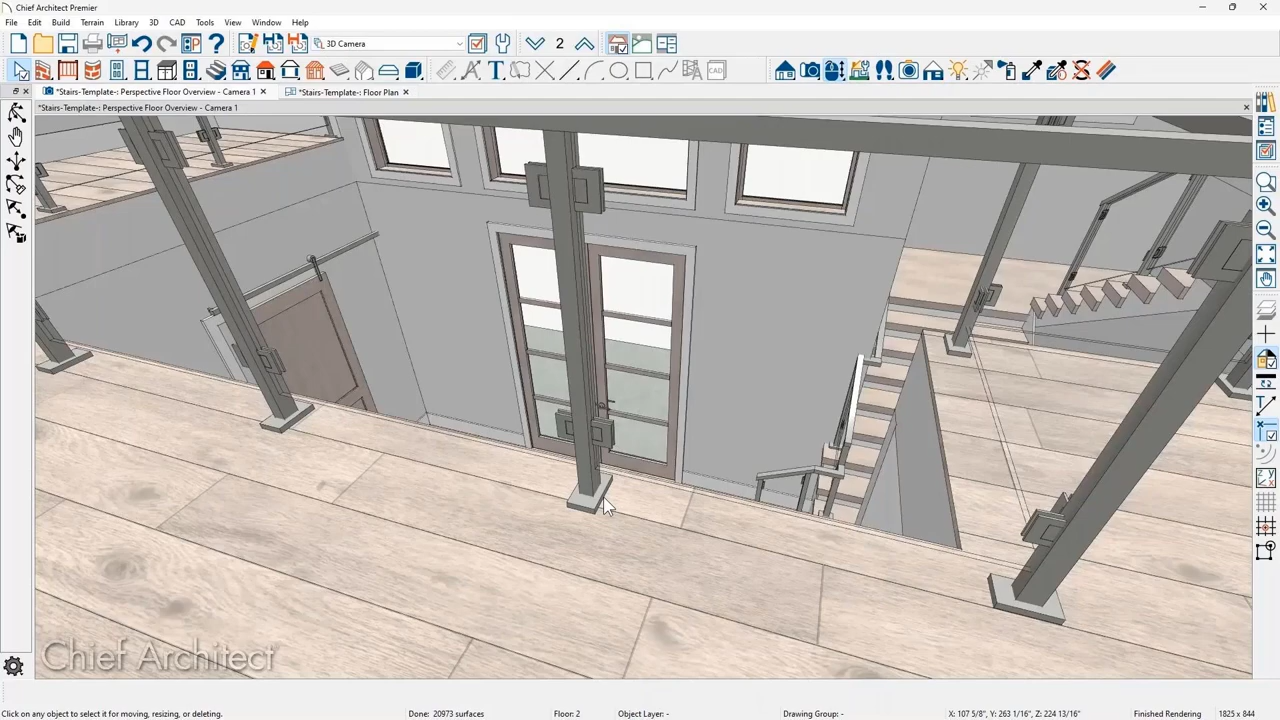 Chief Architect Premier
File Edit Build Terrain Library 3D CAD Tools View Window Help
3D Camera 2
CAD
*Stairs-Template-: Perspective Floor Overview - Camera 1 *Stairs-Template-: Floor Plan
*Stairs-Template-: Perspective Floor Overview - Camera 1
Chief Architect
Click on any object to select it for moving, resizing, or deleting. Done: 20973 surfaces Floor: 2 Object Layer: - Drawing Group: - X: 107 5/8", Y: 263 1/16", Z: 224 13/16" Finished Rendering 1825 x 844